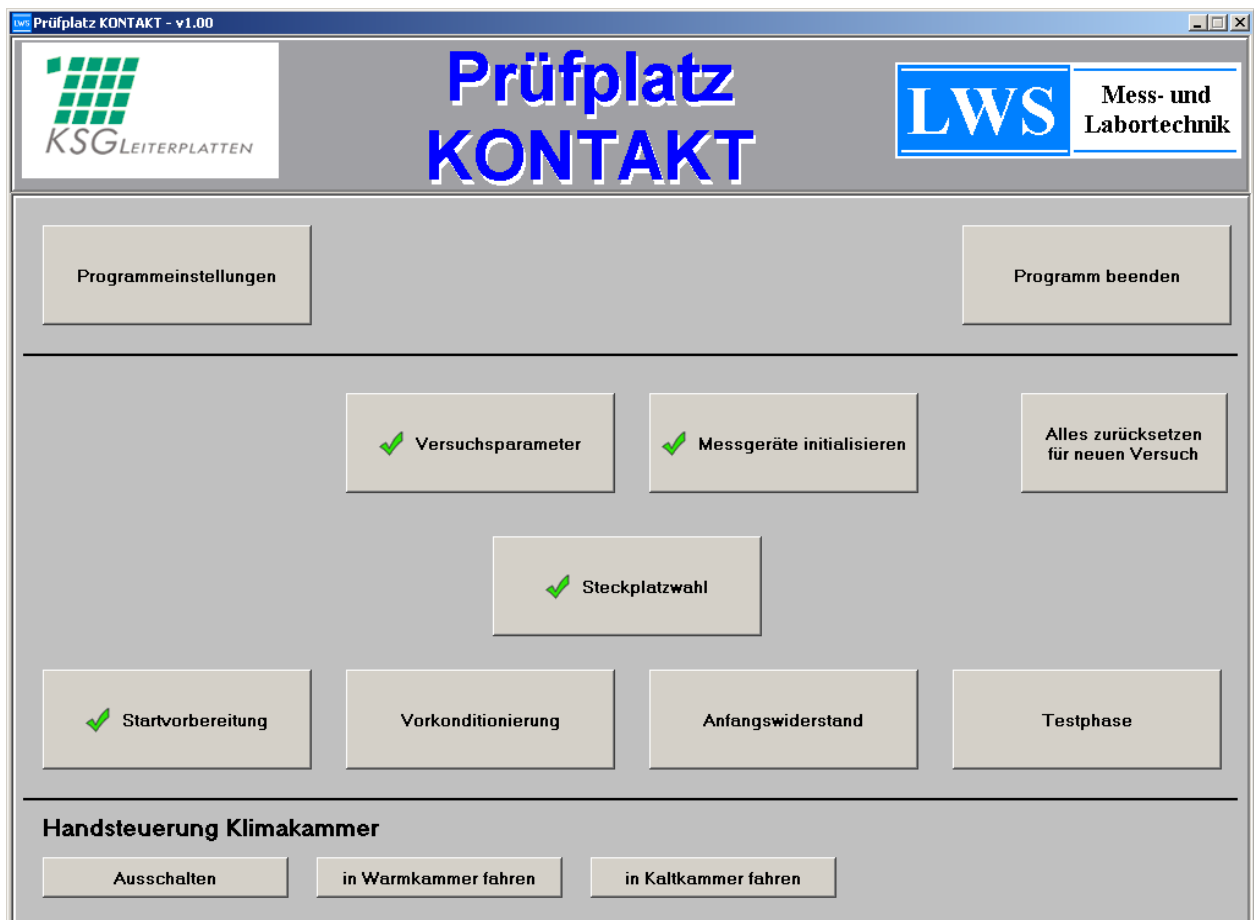 LWS Prüfplatz KONTAKT - v1.00
KSG LEITERPLATTEN
Prüfplatz
KONTAKT
LWS
Mess- und
Labortechnik
Programmeinstellungen
Programm beenden
Versuchsparameter
Messgeräte initialisieren
Alles zurücksetzen
für neuen Versuch
Steckplatzwahl
Startvorbereitung
Vorkonditionierung
Anfangswiderstand
Testphase
Handsteuerung Klimakammer
Ausschalten
in Warmkammer fahren
in Kaltkammer fahren